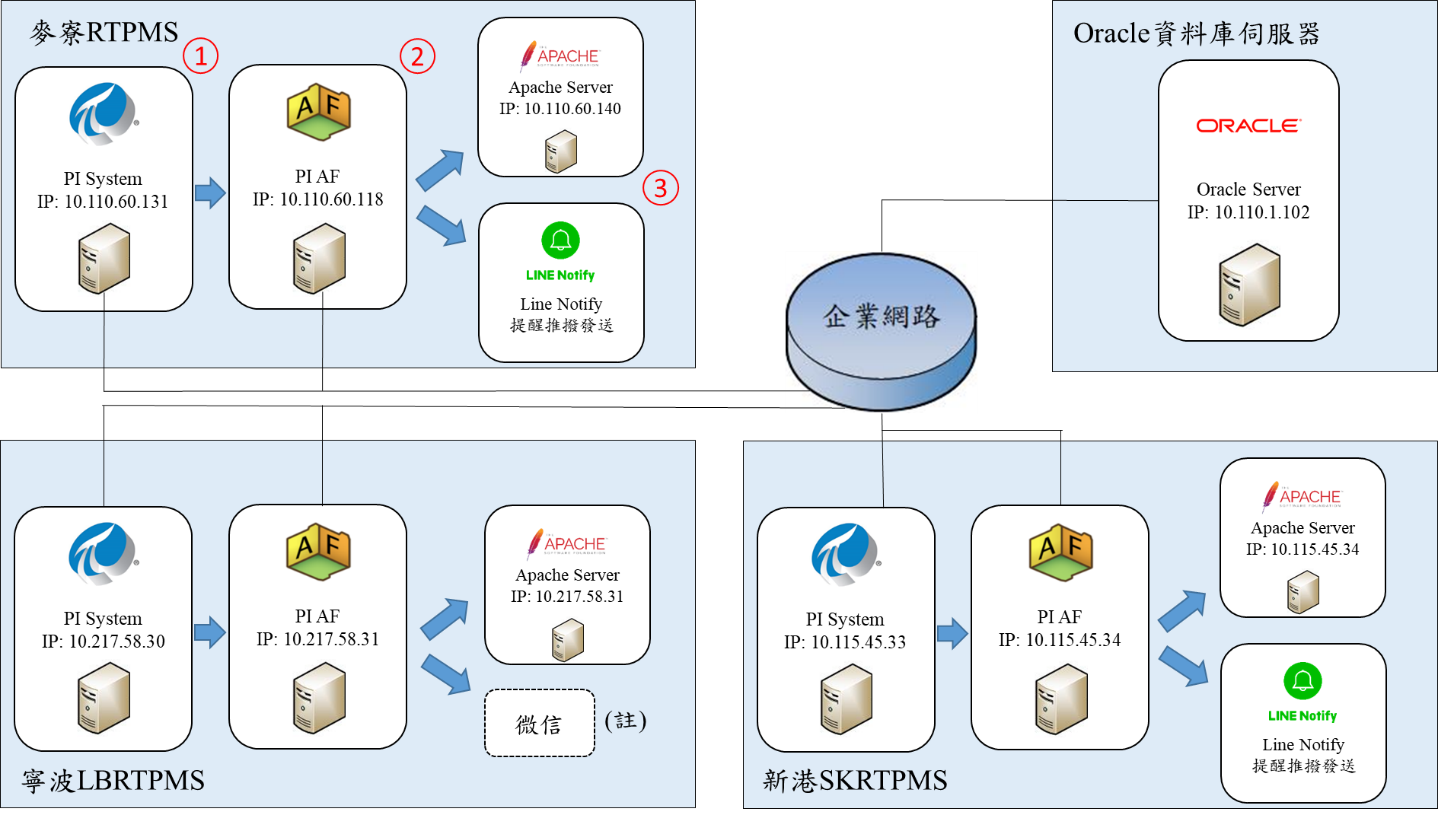 麥寮RTPMS
①
PI System
IP: 10.110.60.131
②
AF
PI AF
IP: 10.110.60.118
APACHE
Apache Server
IP: 10.110.60.140
③
LINE Notify
Line Notify
提醒推撥發送
Oracle資料庫伺服器
ORACLE
Oracle Server
IP: 10.110.1.102
企業網路
PI System
IP: 10.217.58.30
AF
PI AF
IP: 10.217.58.31
APACHE
Apache Server
IP: 10.217.58.31
微信
(註)
寧波LBRTPMS
PI System
IP: 10.115.45.33
AF
PI AF
IP: 10.115.45.34
APACHE
SOFTWARE FOUNDATION
Apache Server
IP: 10.115.45.34
LINE Notify
Line Notify
提醒推撥發送
新港SKRTPMS